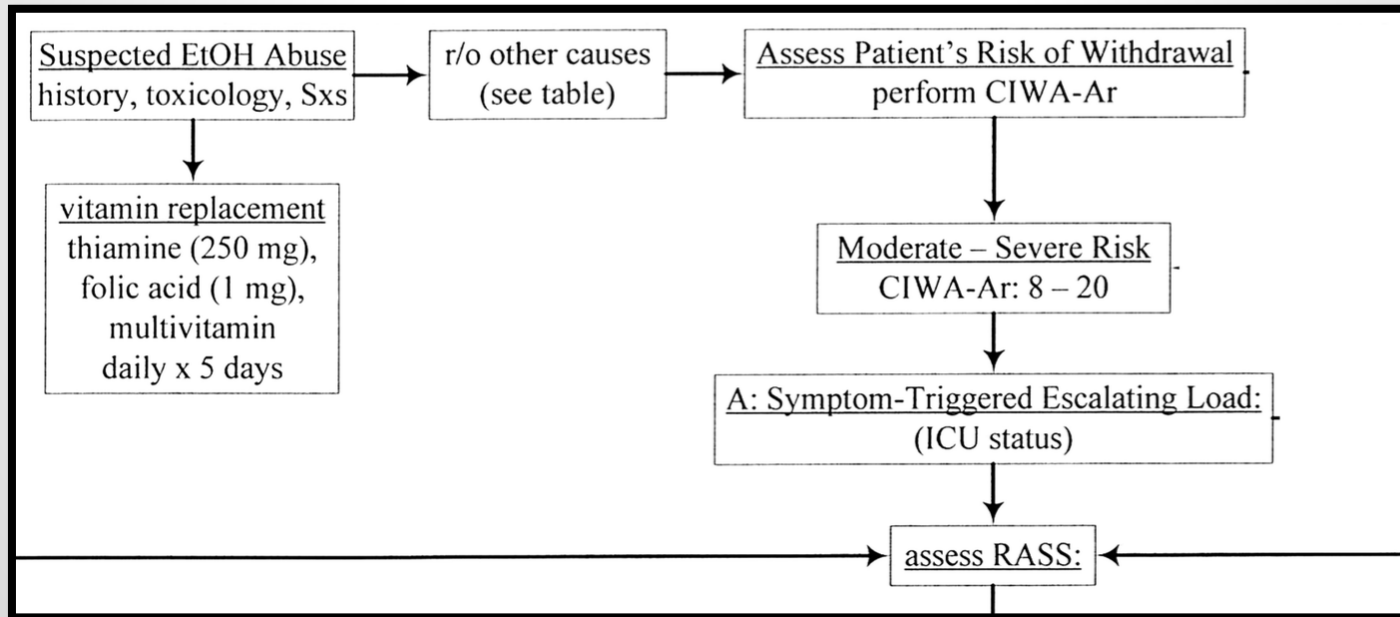 Suspected EtOH Abuse
history, toxicology, Sxs
r/o other causes
(see table)
Assess Patient's Risk of Withdrawal
perform CIWA-Ar
vitamin replacement
thiamine (250 mg),
folic acid (1 mg),
multivitamin
daily x 5 days
Moderate – Severe Risk
CIWA-Ar: 8 – 20
A: Symptom-Triggered Escalating Load:
(ICU status)
assess RASS: